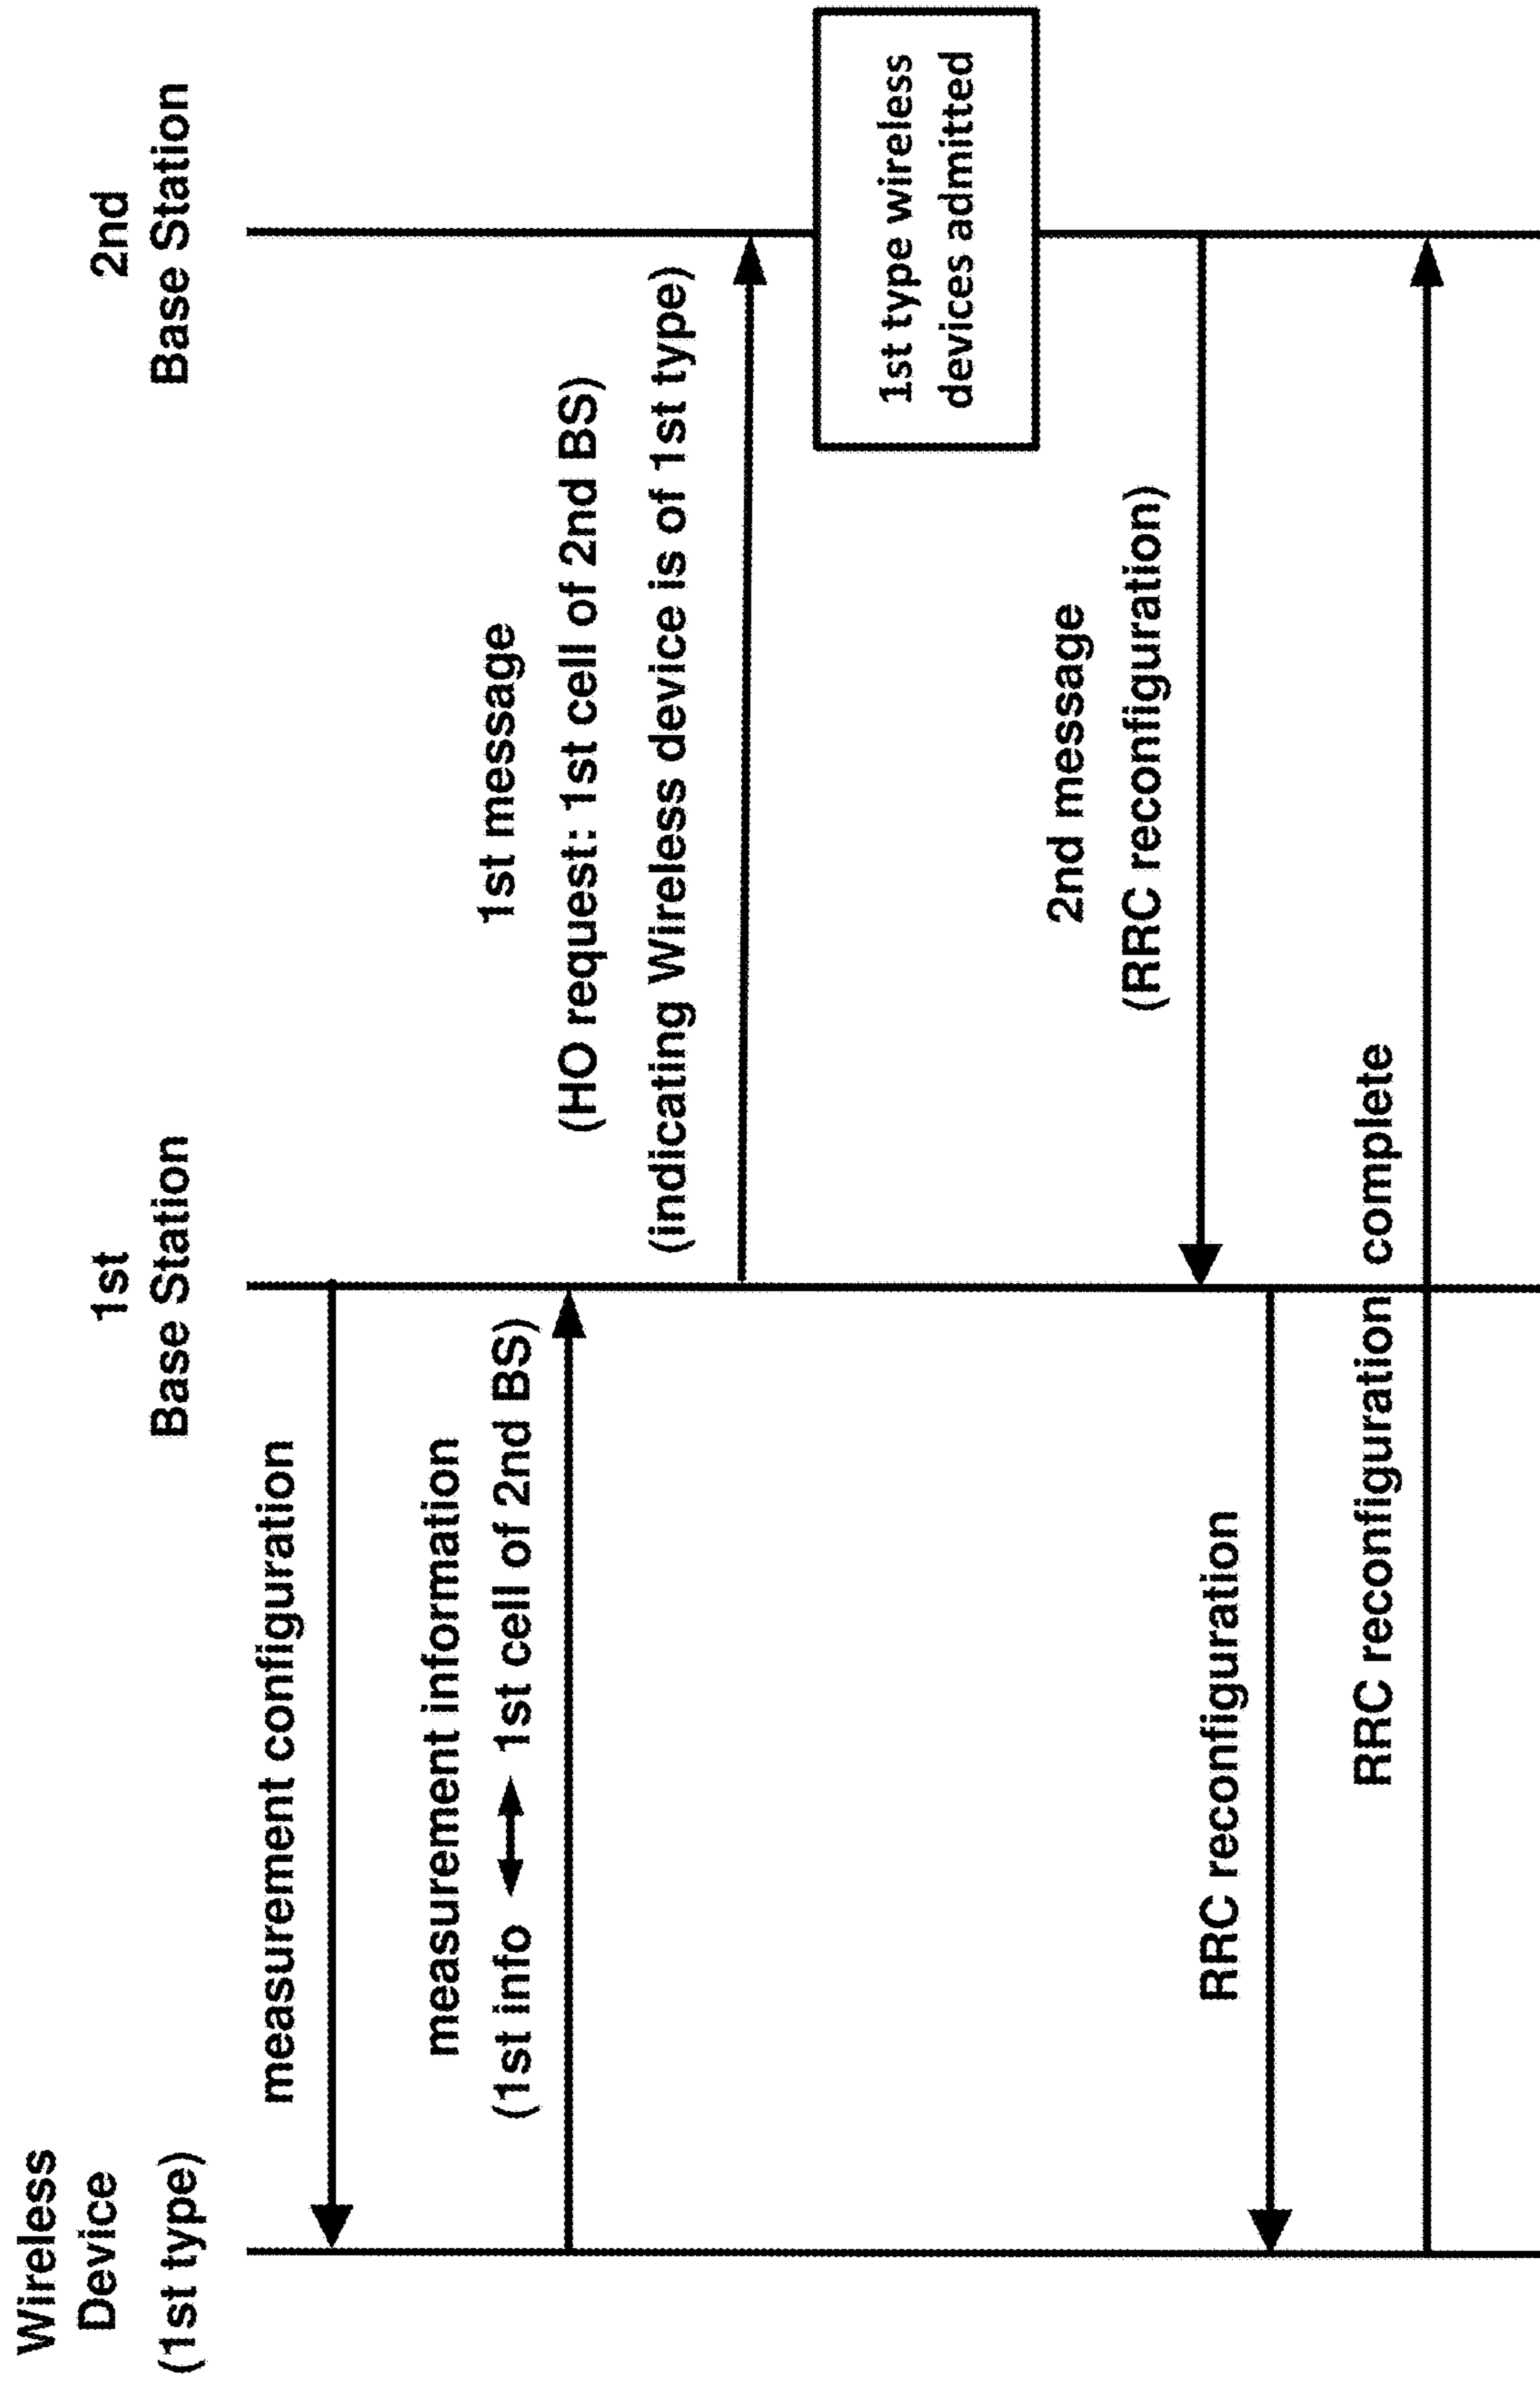 Wireless
Device
(1st type)
1st
Base Station
2nd
Base Station
measurement configuration
measurement information
(1st info ↔ 1st cell of 2nd BS)
1st message
(HO request: 1st cell of 2nd BS)
(indicating Wireless device is of 1st type)
1st type wireless
devices admitted
2nd message
(RRC reconfiguration)
RRC reconfiguration
RRC reconfiguration complete